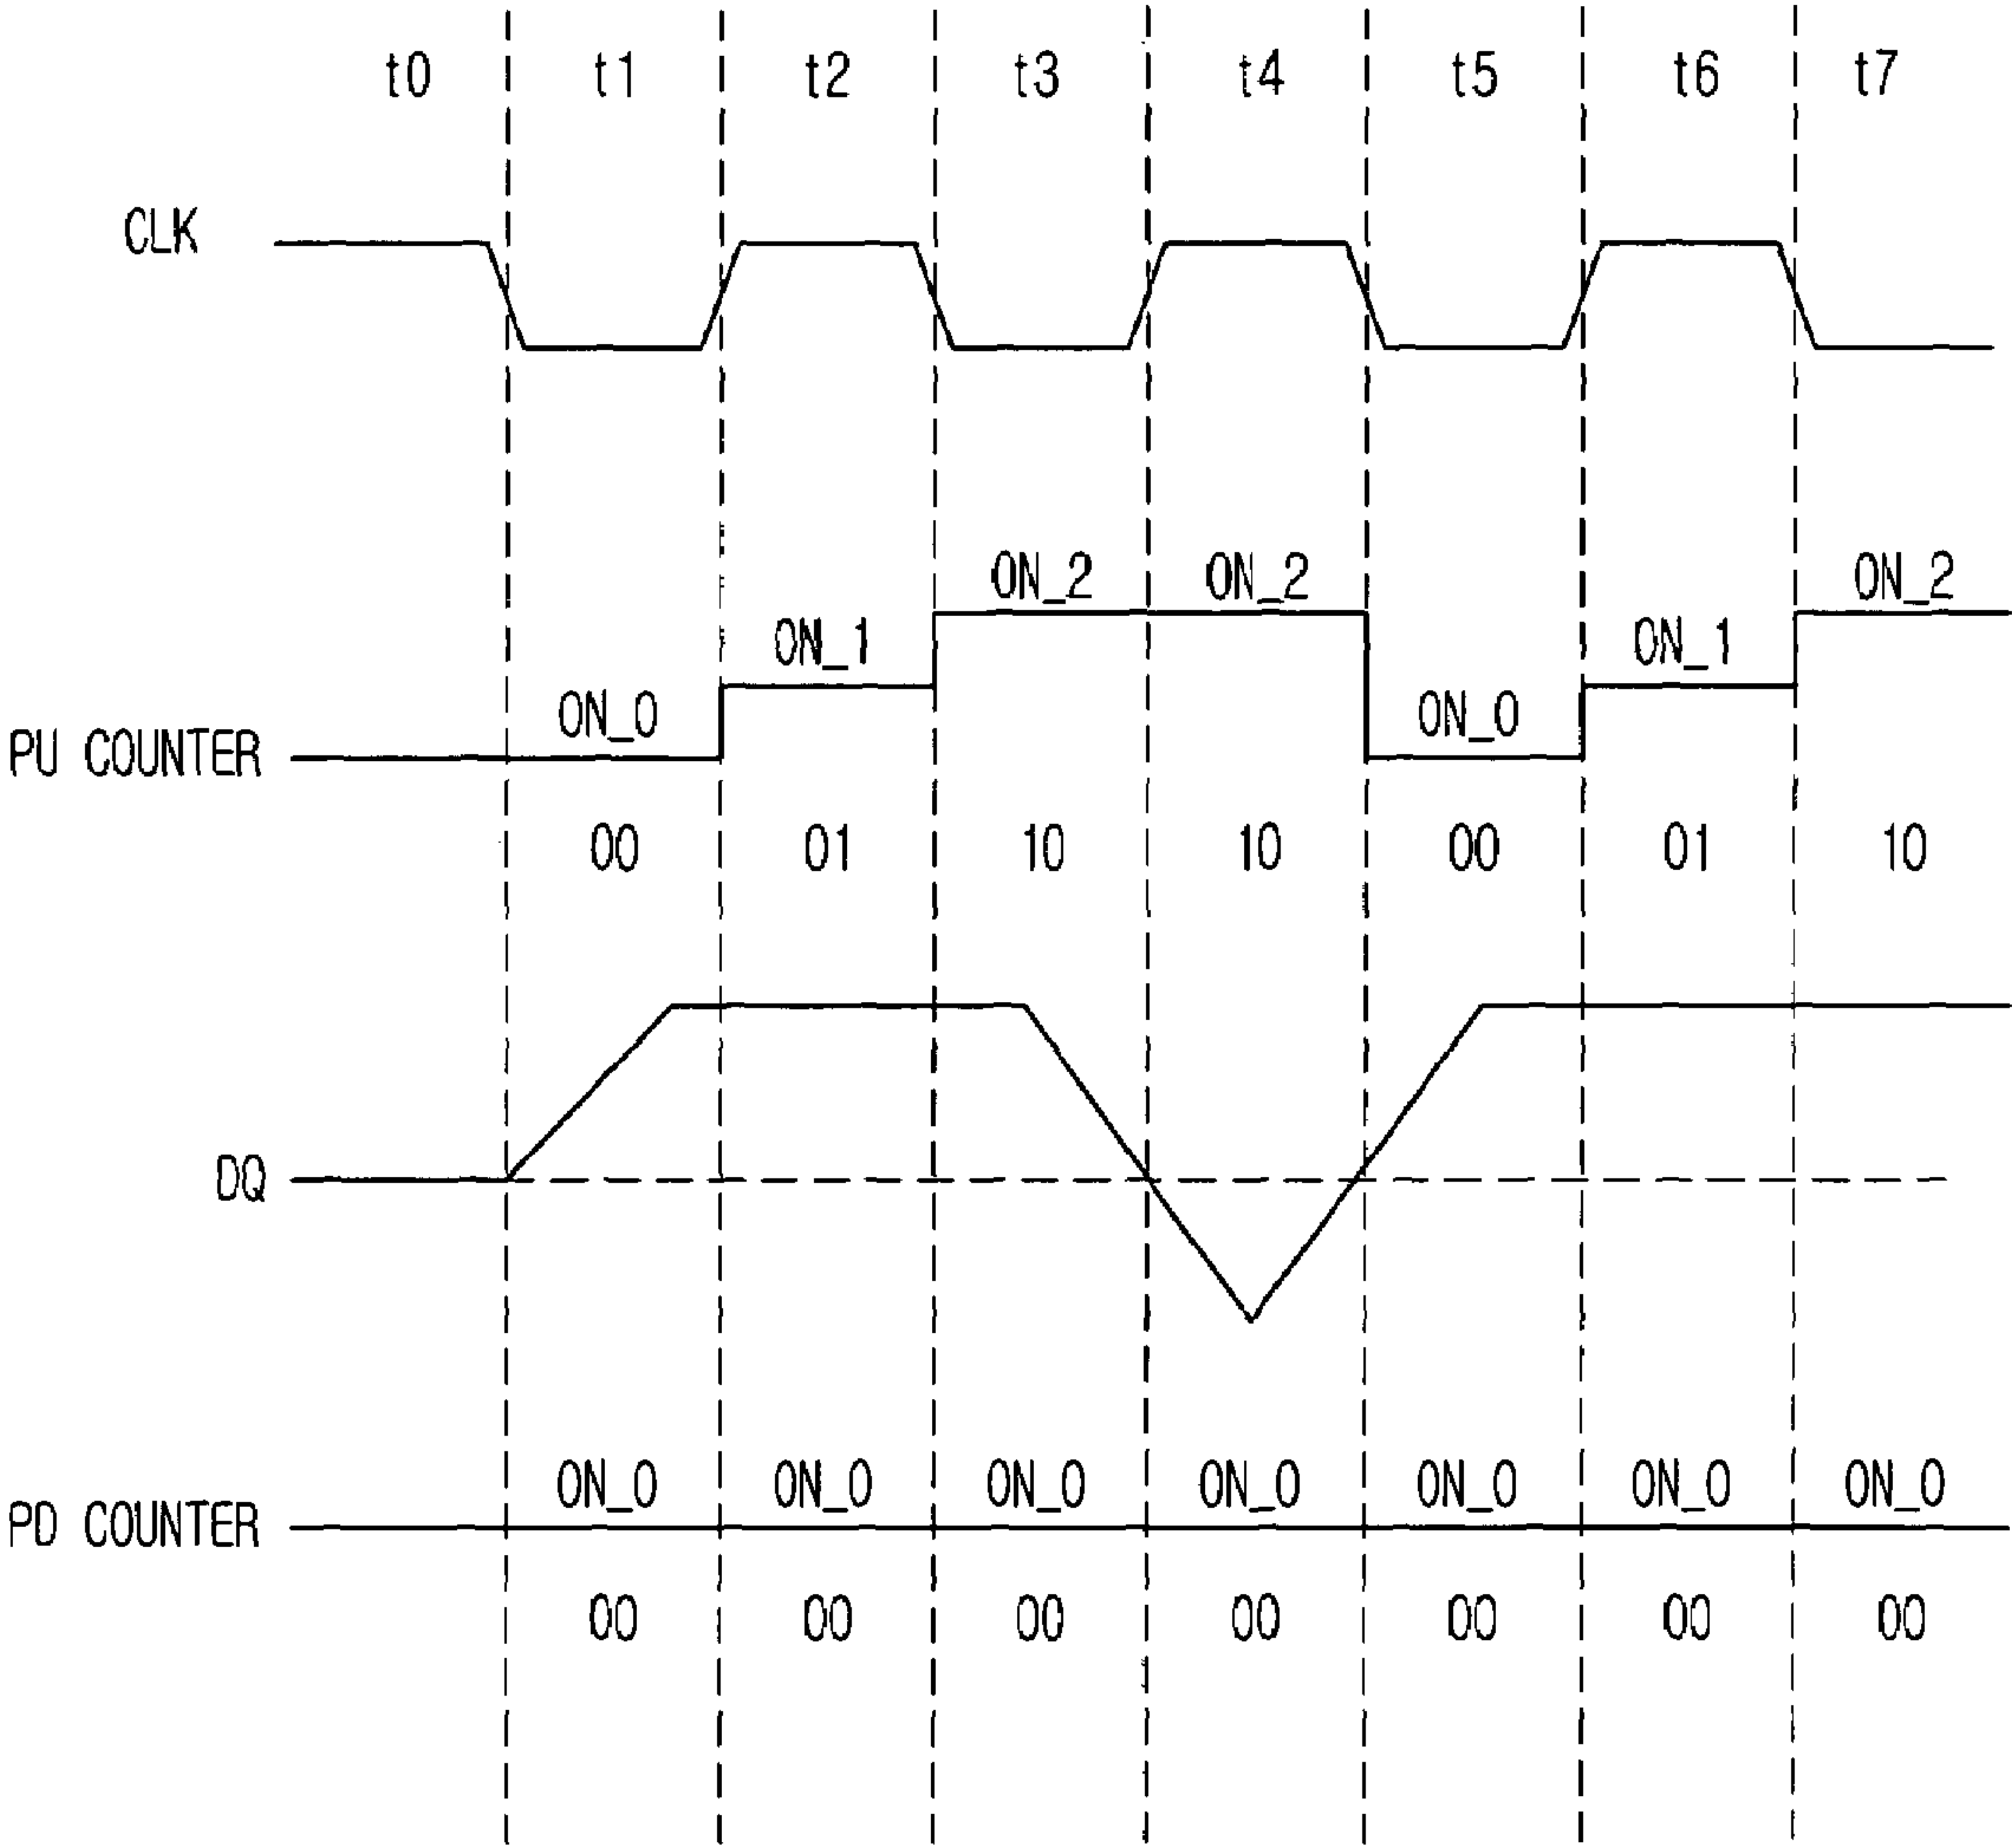 t0 t1 t2 t3 t4 t5 t6 t7
CLK
ON_2 ON_2 ON_2
ON_1 ON_1
ON_0 ON_0
PU COUNTER
00 01 10 10 00 01 10
DQ
ON_0 ON_0 ON_0 ON_0 ON_0 ON_0 ON_0
PD COUNTER
00 00 00 00 00 00 00